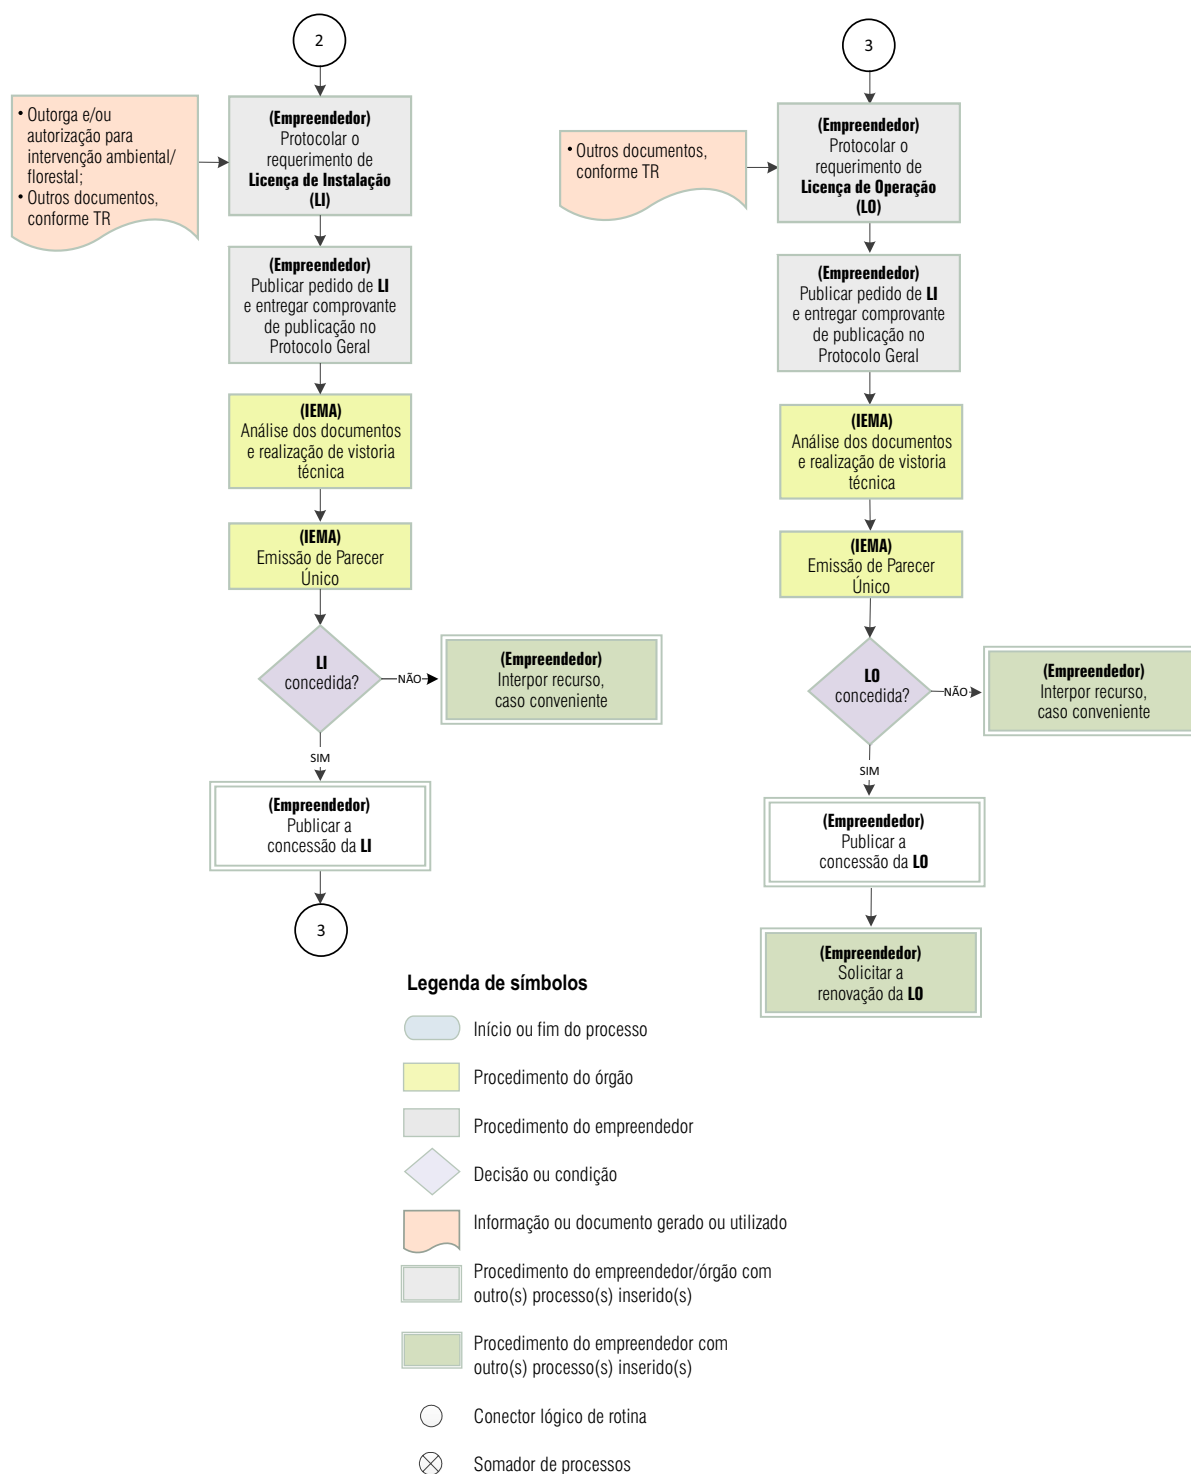 2
• Outorga e/ou
autorização para
intervenção ambiental/
florestal;
• Outros documentos,
conforme TR
(Empreendedor)
Protocolar o
requerimento de
Licença de Instalação
(LI)
(Empreendedor)
Publicar pedido de LI
e entregar comprovante
de publicação no
Protocolo Geral
(IEMA)
Análise dos documentos
e realização de vistoria
técnica
(IEMA)
Emissão de Parecer
Único
LI
concedida?
NÃO
(Empreendedor)
Interpor recurso,
caso conveniente
SIM
(Empreendedor)
Publicar a
concessão da LI
3
3
• Outros documentos,
conforme TR
(Empreendedor)
Protocolar o
requerimento de
Licença de Operação
(LO)
(Empreendedor)
Publicar pedido de LI
e entregar comprovante
de publicação no
Protocolo Geral
(IEMA)
Análise dos documentos
e realização de vistoria
técnica
(IEMA)
Emissão de Parecer
Único
LO
concedida?
NÃO
(Empreendedor)
Interpor recurso,
caso conveniente
SIM
(Empreendedor)
Publicar a
concessão da LO
(Empreendedor)
Solicitar a
renovação da LO
Legenda de símbolos
Início ou fim do processo
Procedimento do órgão
Procedimento do empreendedor
Decisão ou condição
Informação ou documento gerado ou utilizado
Procedimento do empreendedor/órgão com
outro(s) processo(s) inserido(s)
Procedimento do empreendedor com
outro(s) processo(s) inserido(s)
Conector lógico de rotina
Somador de processos